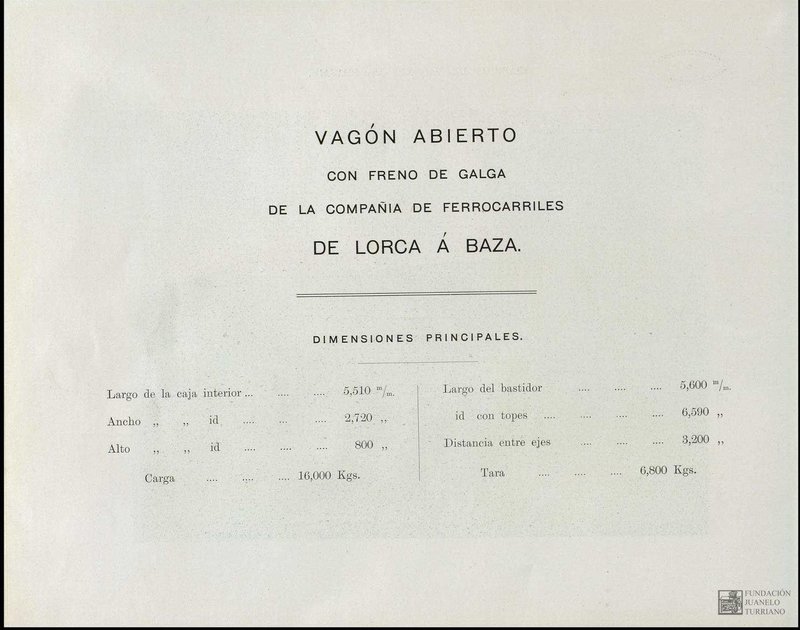 VAGÓN ABIERTO
CON FRENO DE GALGA
DE LA COMPAÑIA DE FERROCARRILES
DE LORCA Á BAZA.
DIMENSIONES PRINCIPALES.
Largo de la caja interior ... .... .... 5,510 m/m.
Ancho ,, ,, id .... ... .... 2,720 ,,
Alto ,, ,, id .... .... .... 800 ,,
Carga .... .... .... 16,000 Kgs.
Largo del bastidor .... .... .... 5,600 m/m.
id con topes .... .... .... .... 6,590 ,,
Distancia entre ejes .... .... .... 3,200 ,,
Tara .... .... .... 6,800 Kgs.
FUNDACIÓN
JUANELO
TURRIANO